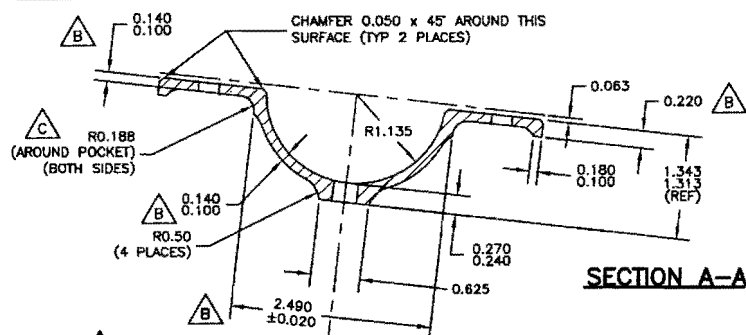 B
0.140
0.100
CHAMFER 0.050 x 45° AROUND THIS
SURFACE (TYP 2 PLACES)
0.063
0.220
B
C
R0.188
(AROUND POCKET)
(BOTH SIDES)
R1.135
0.180
0.100
1.343
1.313
(REF)
B
0.140
0.100
R0.50
(4 PLACES)
0.270
0.240
0.625
SECTION A-A
B
2.490
±0.020